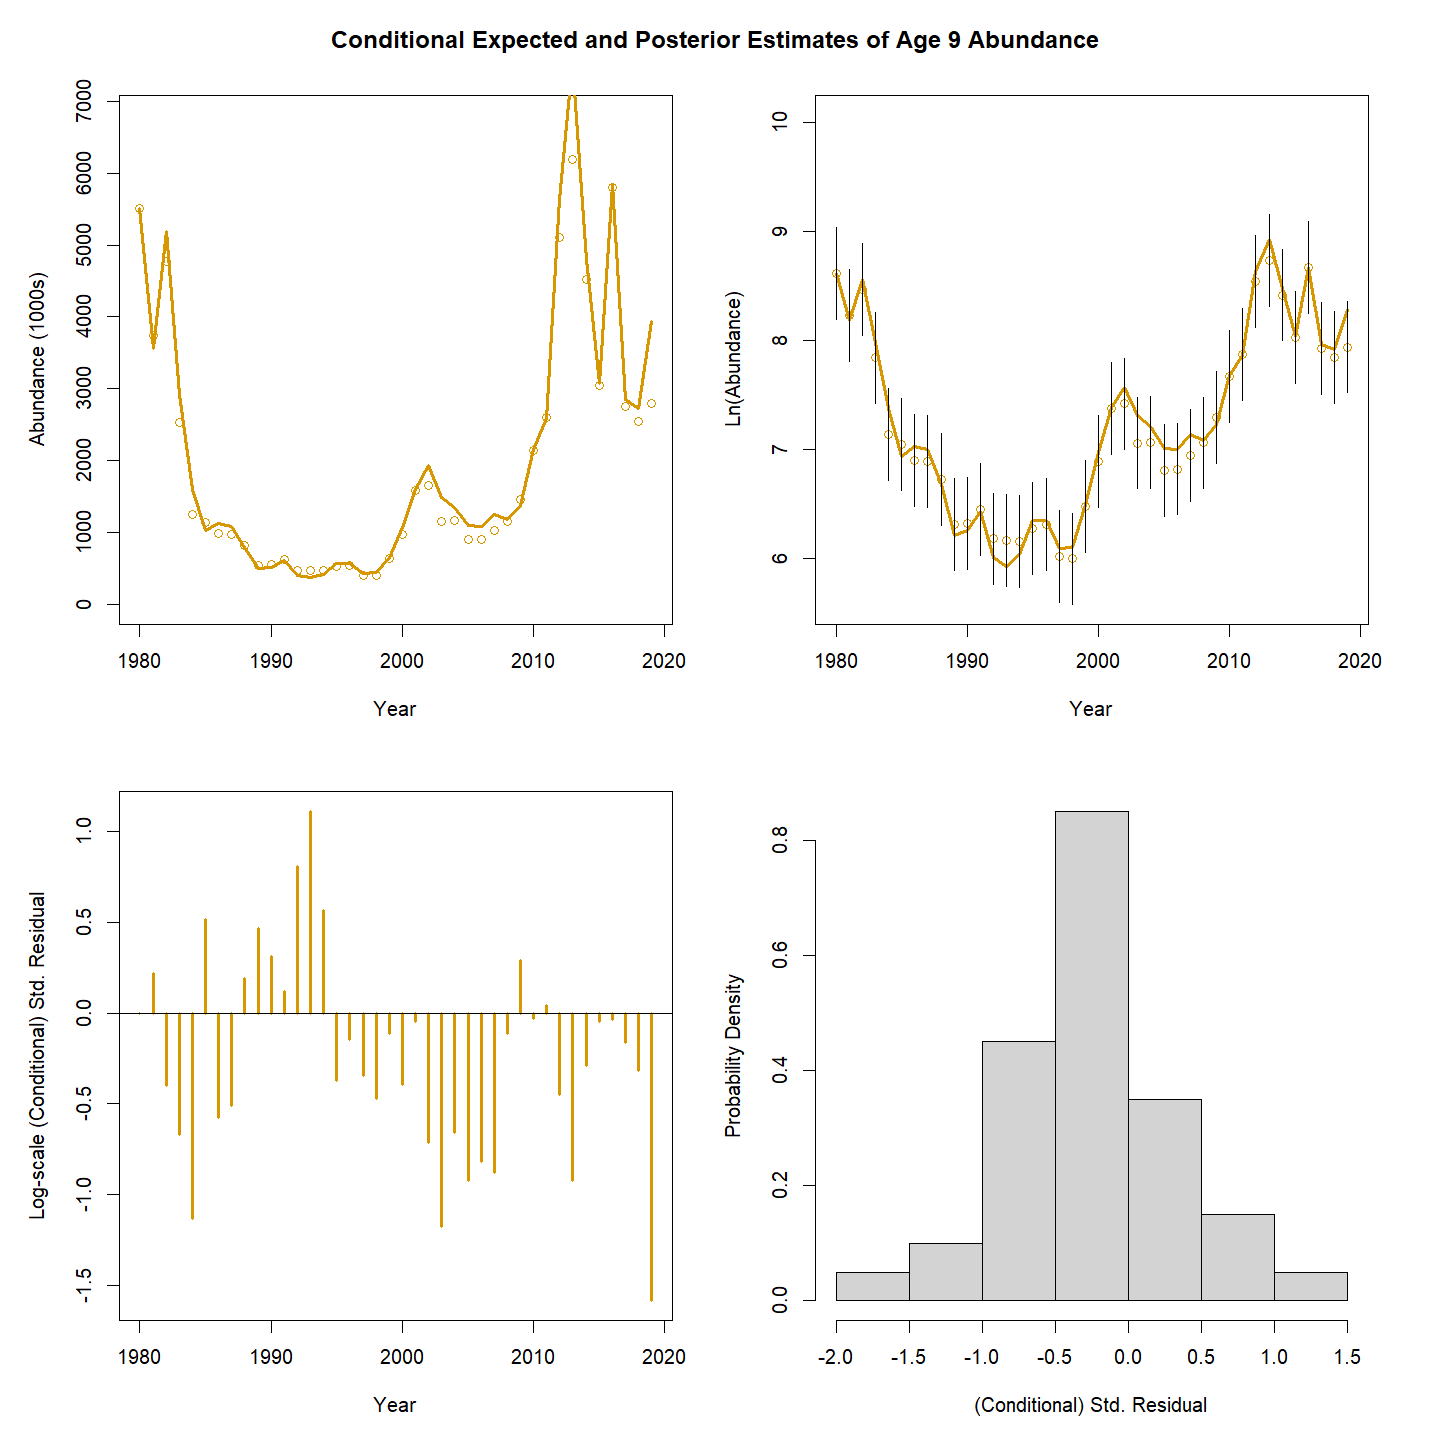 Conditional Expected and Posterior Estimates of Age 9 Abundance
Abundance (1000s)
7000
6000
5000
4000
3000
2000
1000
0
1980 1990 2000 2010 2020
Year
Ln(Abundance)
10
9
8
7
6
1980 1990 2000 2010 2020
Year
Log-scale (Conditional) Std. Residual
1.0
0.5
0.0
-0.5
-1.0
-1.5
1980 1990 2000 2010 2020
Year
Probability Density
0.8
0.6
0.4
0.2
0.0
-2.0 -1.5 -1.0 -0.5 0.0 0.5 1.0 1.5
(Conditional) Std. Residual